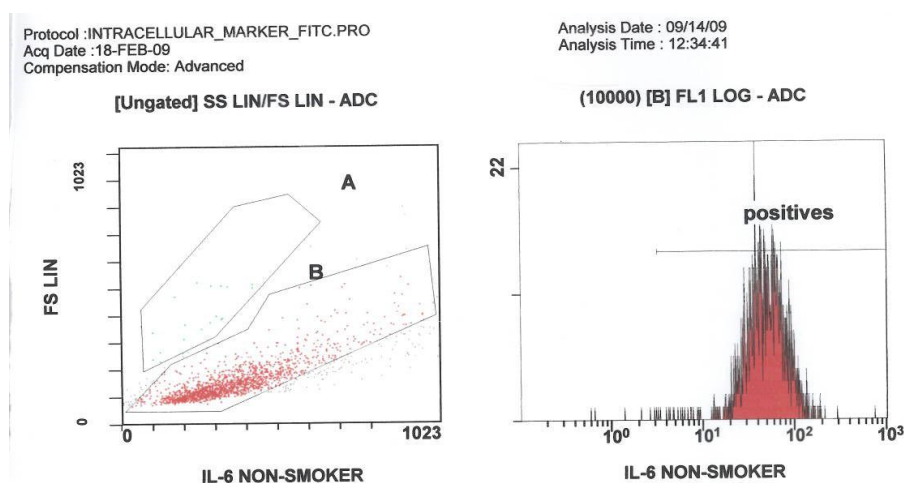 Protocol :INTRACELLULAR_MARKER_FITC.PRO
Acq Date :18-FEB-09
Compensation Mode: Advanced
Analysis Date : 09/14/09
Analysis Time : 12:34:41
[Ungated] SS LIN/FS LIN - ADC
1023
A
B
FS LIN
0
0
1023
IL-6 NON-SMOKER
(10000) [B] FL1 LOG - ADC
22
positives
10⁰
10¹
10²
10³
IL-6 NON-SMOKER